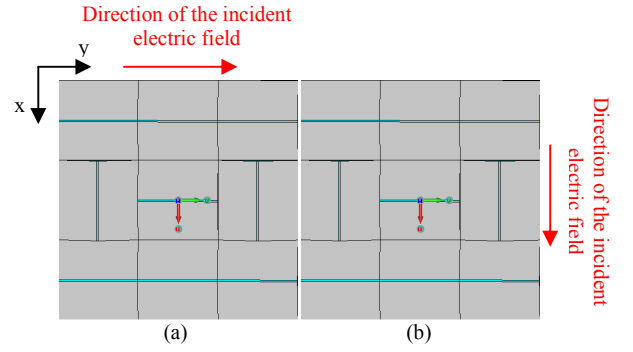 Direction of the incident
electric field
y
x
Direction of the incident
electric field
u
v
u
v
(a)
(b)